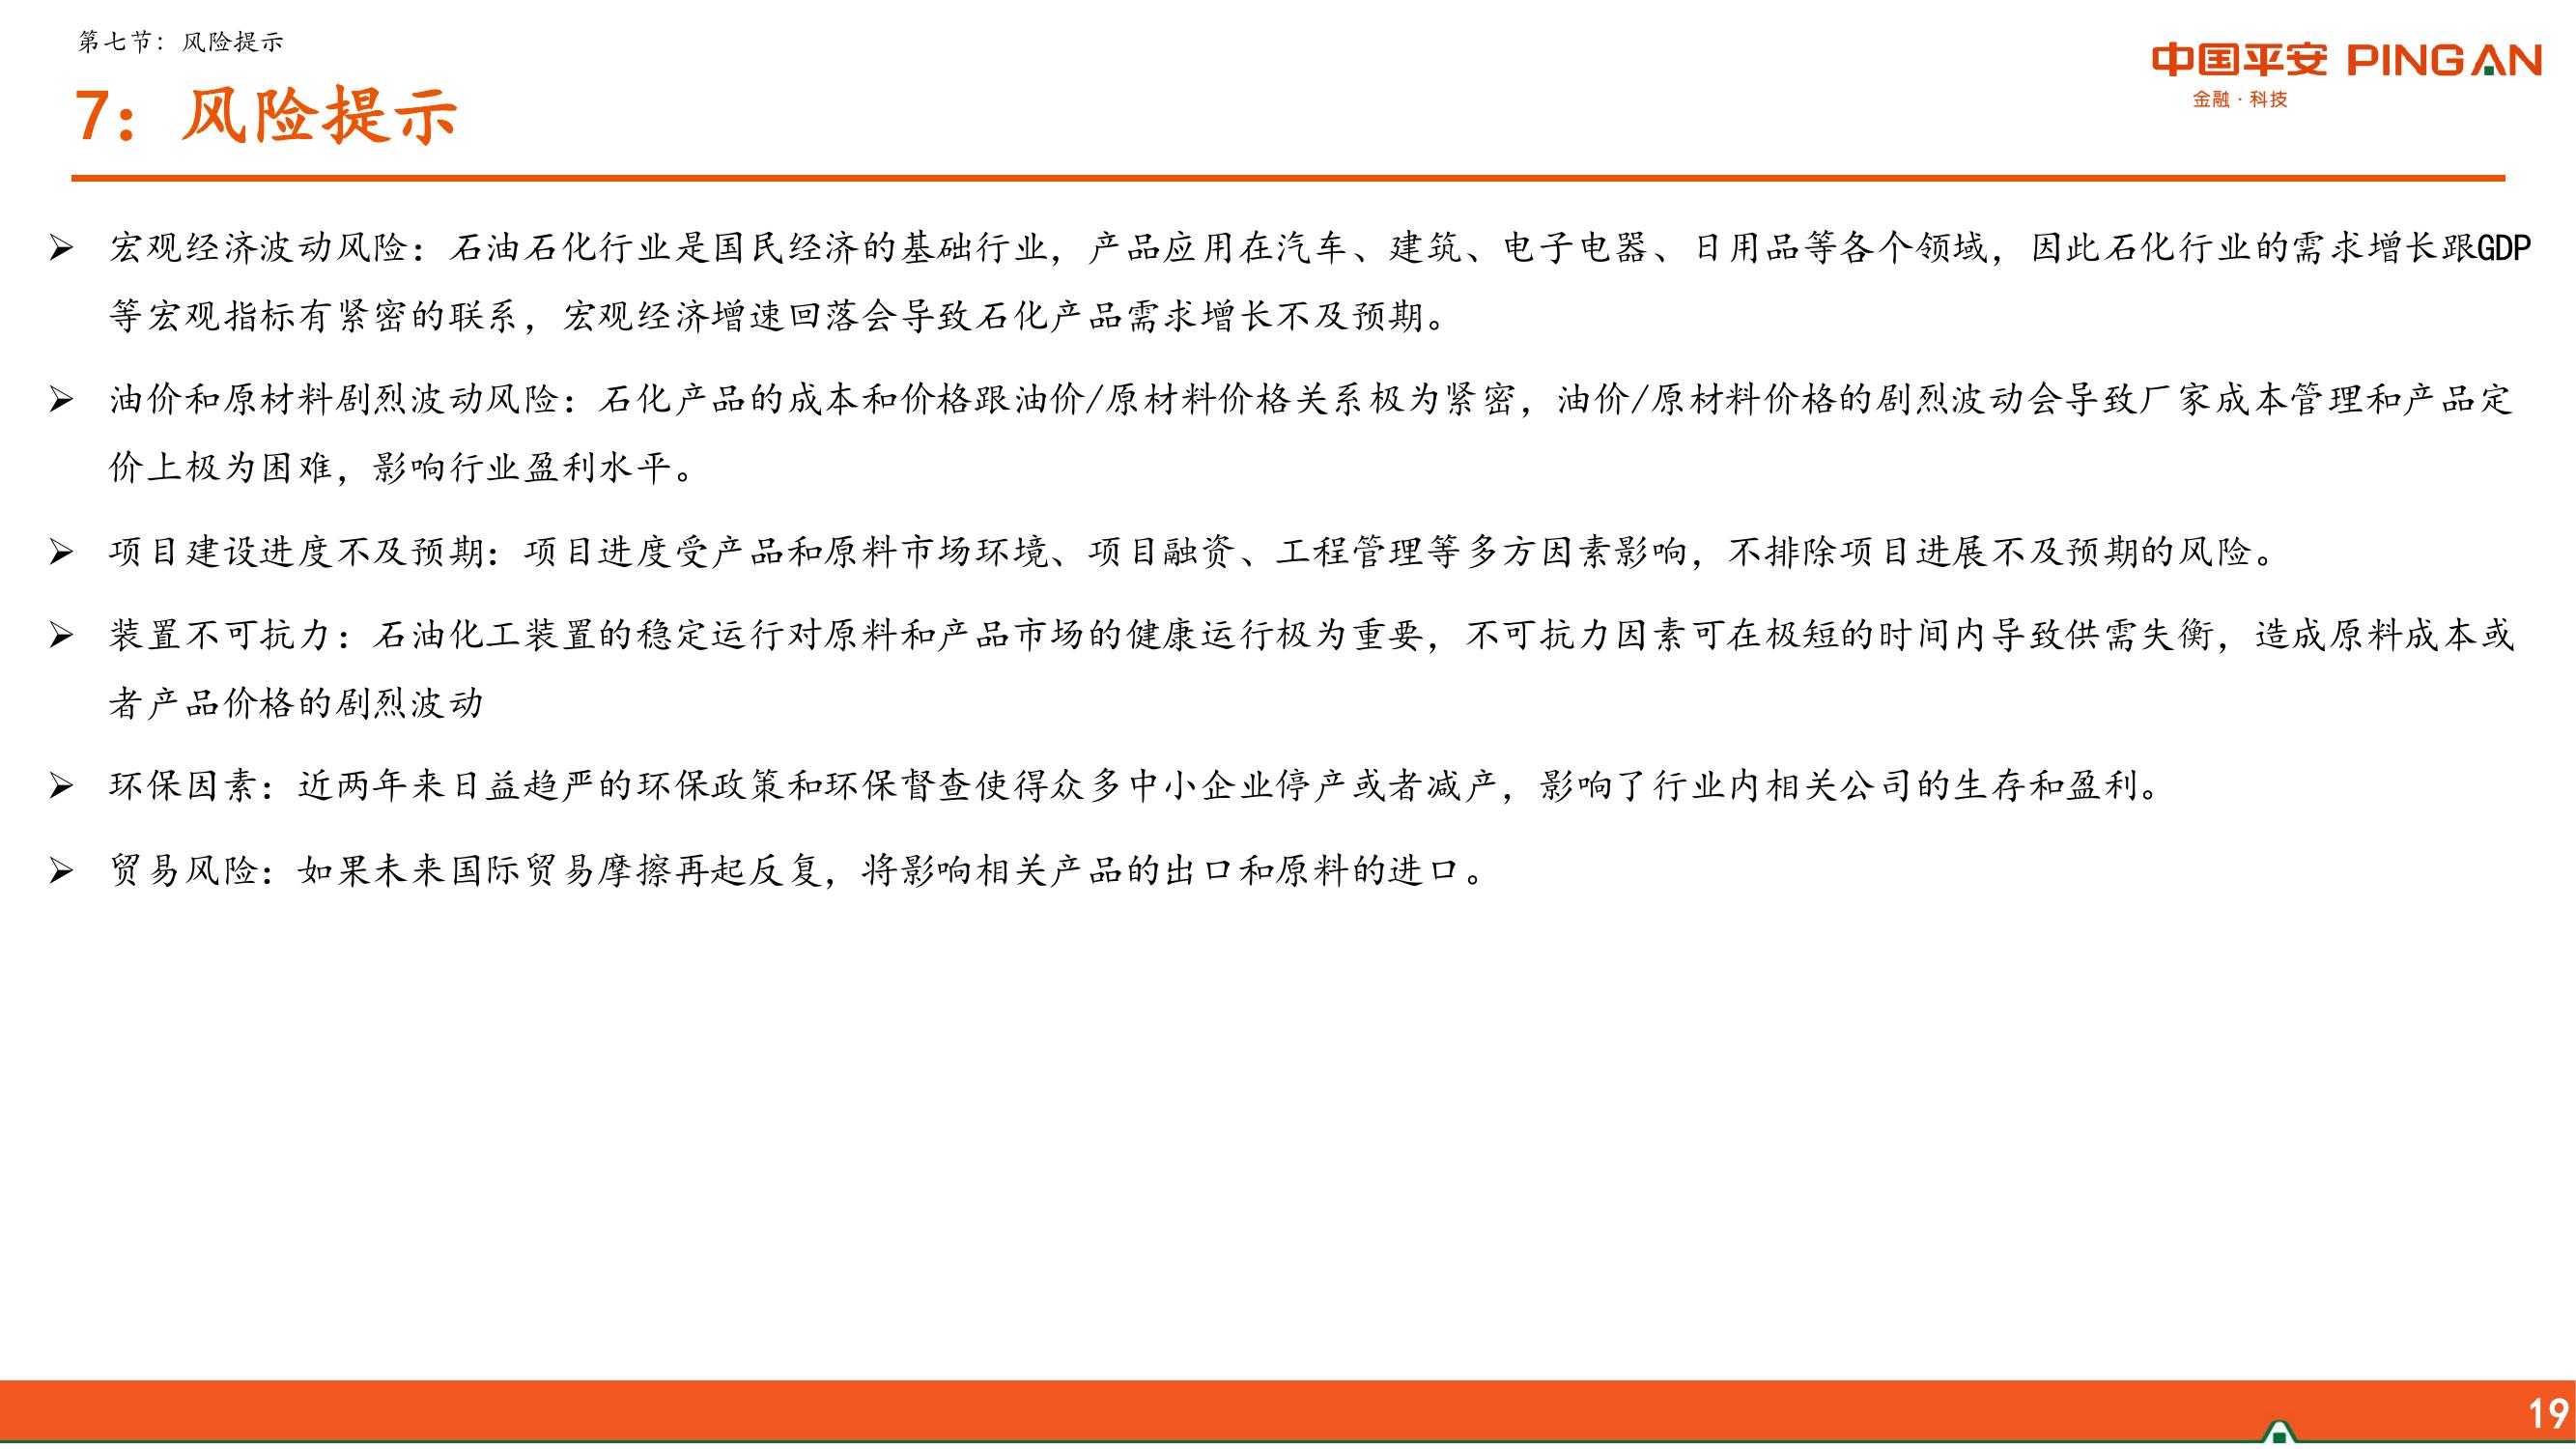 第七节：风险提示
中国平安 PING AN
金融·科技
7：风险提示
➢ 宏观经济波动风险：石油石化行业是国民经济的基础行业，产品应用在汽车、建筑、电子电器、日用品等各个领域，因此石化行业的需求增长跟GDP
等宏观指标有紧密的联系，宏观经济增速回落会导致石化产品需求增长不及预期。
➢ 油价和原材料剧烈波动风险：石化产品的成本和价格跟油价/原材料价格关系极为紧密，油价/原材料价格的剧烈波动会导致厂家成本管理和产品定
价上极为困难，影响行业盈利水平。
➢ 项目建设进度不及预期：项目进度受产品和原料市场环境、项目融资、工程管理等多方因素影响，不排除项目进展不及预期的风险。
➢ 装置不可抗力：石油化工装置的稳定运行对原料和产品市场的健康运行极为重要，不可抗力因素可在极短的时间内导致供需失衡，造成原料成本或
者产品价格的剧烈波动
➢ 环保因素：近两年来日益趋严的环保政策和环保督查使得众多中小企业停产或者减产，影响了行业内相关公司的生存和盈利。
➢ 贸易风险：如果未来国际贸易摩擦再起反复，将影响相关产品的出口和原料的进口。
19